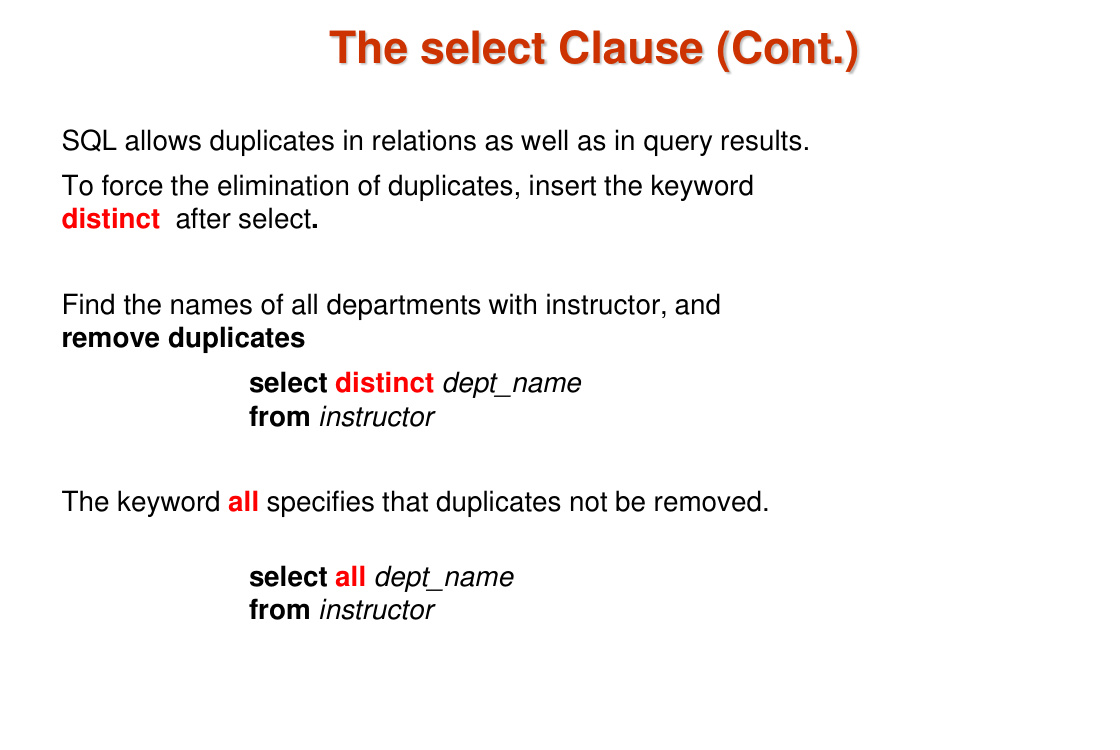 The select Clause (Cont.)
SQL allows duplicates in relations as well as in query results.
To force the elimination of duplicates, insert the keyword
distinct after select.
Find the names of all departments with instructor, and
remove duplicates
select distinct dept_name
from instructor
The keyword all specifies that duplicates not be removed.
select all dept_name
from instructor